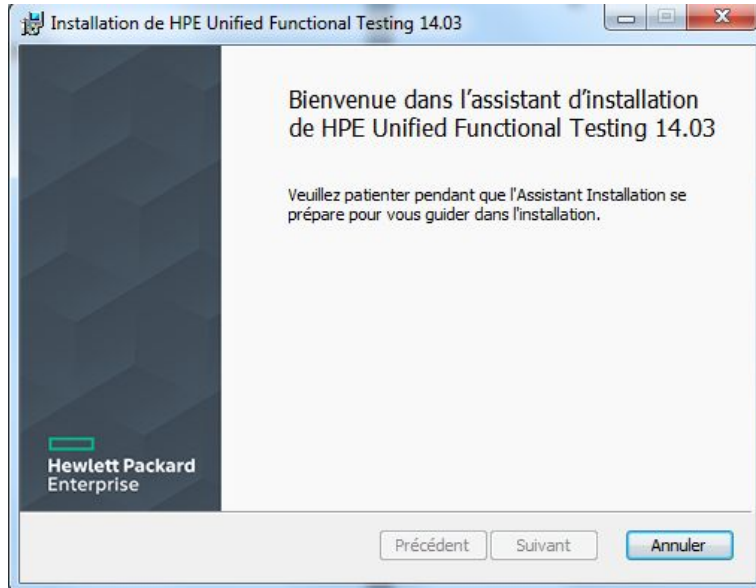 Installation de HPE Unified Functional Testing 14.03
Bienvenue dans l’assistant d’installation
de HPE Unified Functional Testing 14.03
Veuillez patienter pendant que l'Assistant Installation se
prépare pour vous guider dans l'installation.
Hewlett Packard
Enterprise
Précédent
Suivant
Annuler